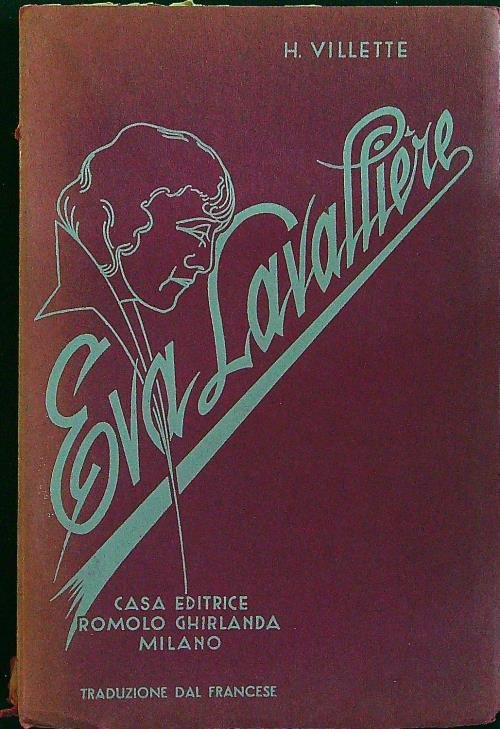 H. VILLETTE
Eva Lavallière
CASA EDITRICE
ROMOLO GHIRLANDA
MILANO
TRADUZIONE DAL FRANCESE